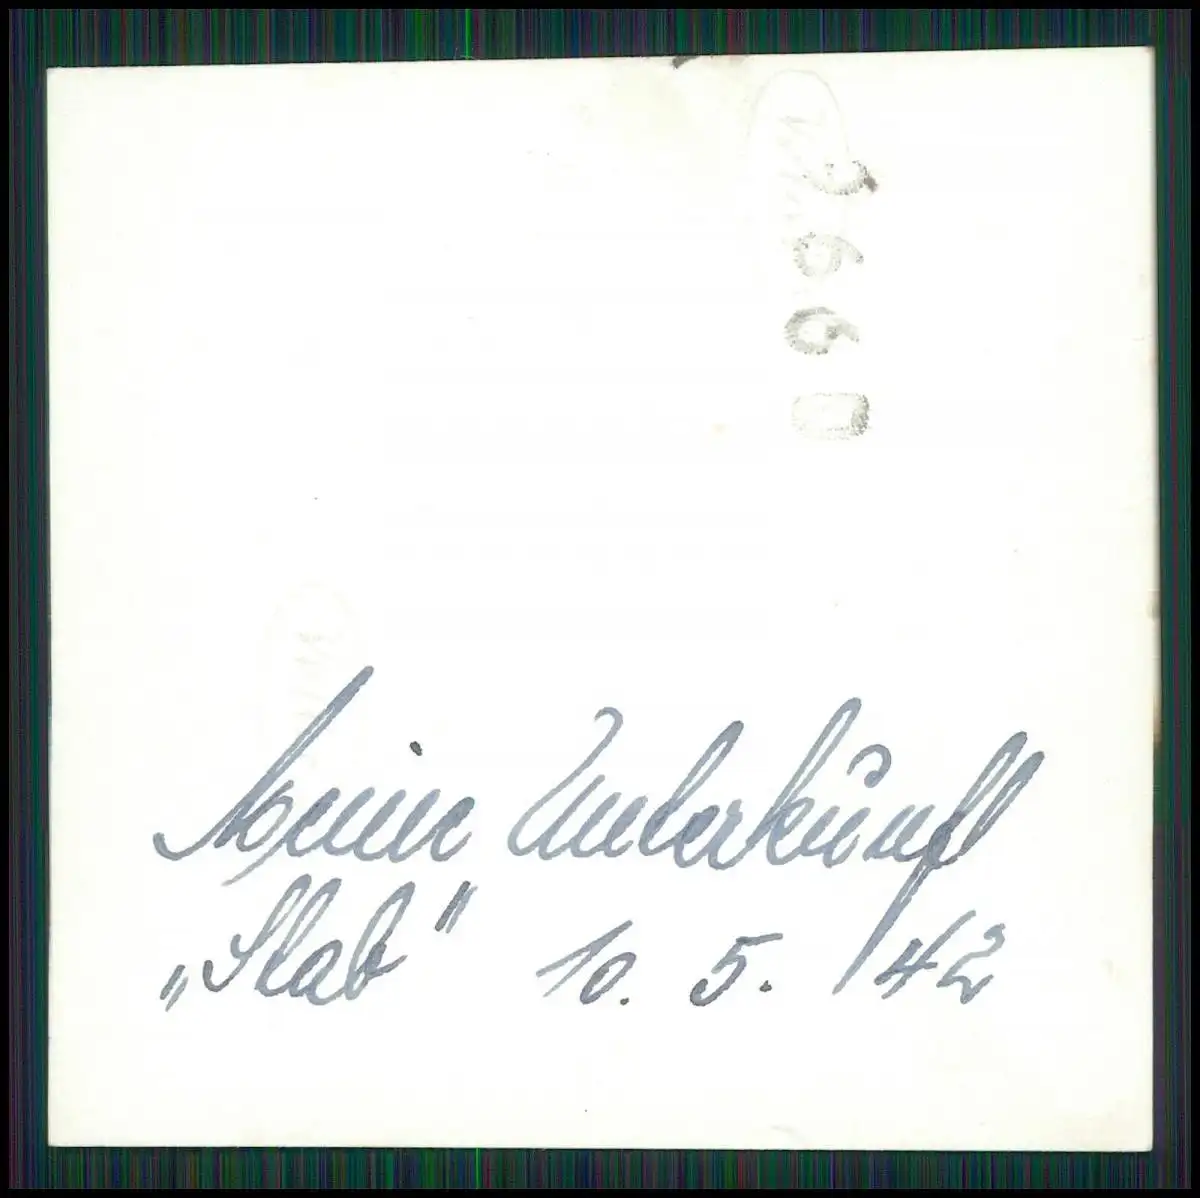 Meine Unterkunft
„Stab" 10. 5. 42